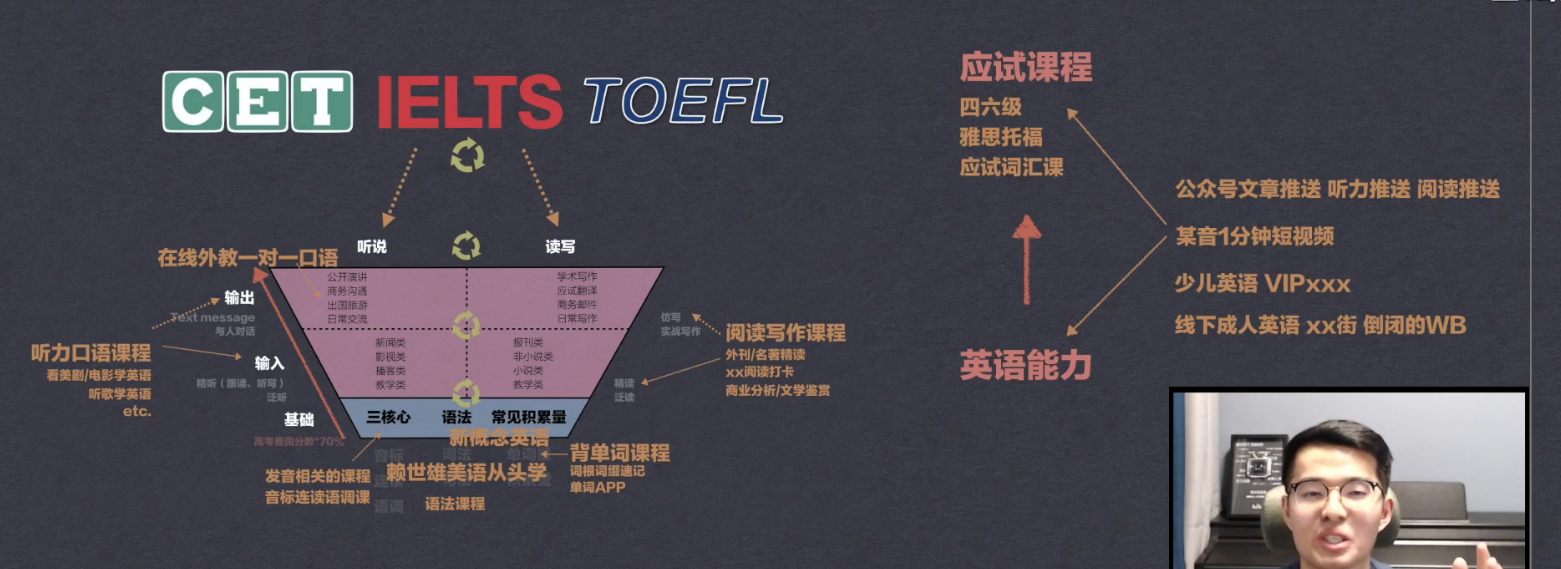 CET IELTS TOEFL
听说
读写
在线外教一对一口语
公开演讲
商务沟通
出国旅游
日常交流
学术写作
应试翻译
商务邮件
日常写作
输出
Text message
与人对话
仿写
实战写作
听力口语课程
看美剧/电影学英语
听歌学英语
etc.
输入
精听（跟读、听写）
泛听
新闻类
影视类
播客类
教学类
报刊类
非小说类
小说类
教学类
精读
泛读
阅读写作课程
外刊/名著精读
xx阅读打卡
商业分析/文学鉴赏
基础
高考卷面分数*70%
三核心
语法
常见积累量
新概念英语
音标
单词
背单词课程
词根词缀速记
单词APP
发音相关的课程
音标连读语调课
赖世雄美语从头学
语调
语法课程
应试课程
四六级
雅思托福
应试词汇课
英语能力
公众号文章推送 听力推送 阅读推送
某音1分钟短视频
少儿英语 VIPxxx
线下成人英语 xx街 倒闭的WB